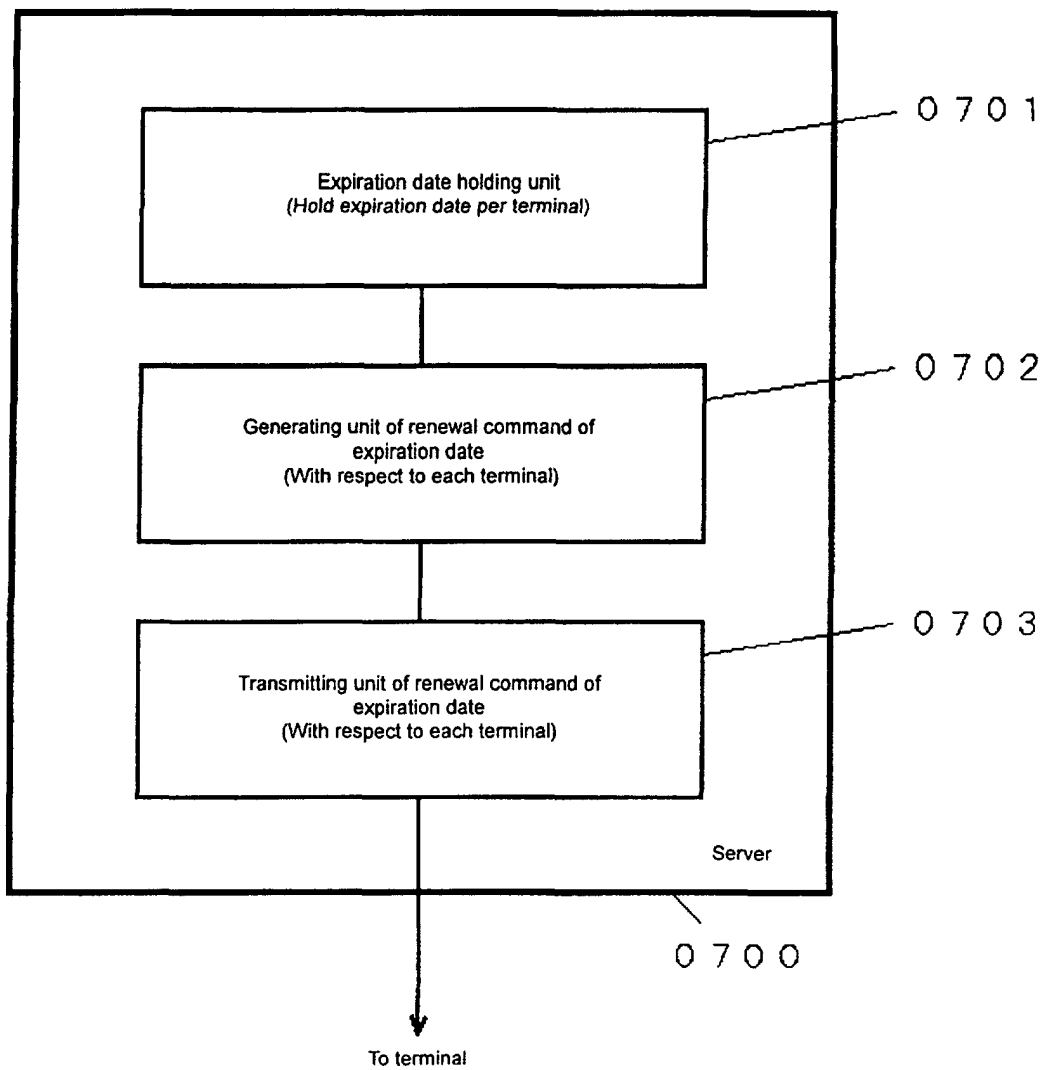 0701
Expiration date holding unit
(Hold expiration date per terminal)
0702
Generating unit of renewal command of
expiration date
(With respect to each terminal)
0703
Transmitting unit of renewal command of
expiration date
(With respect to each terminal)
Server
0700
To terminal